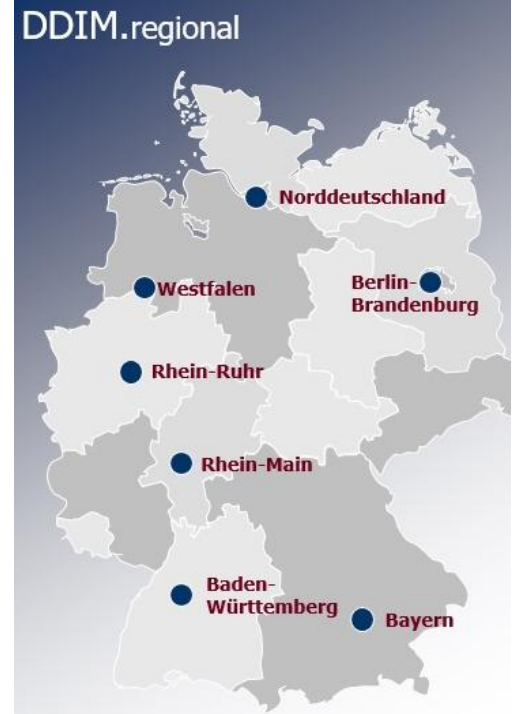 DDIM.regional
Norddeutschland
Westfalen
Berlin-
Brandenburg
Rhein-Ruhr
Rhein-Main
Baden-
Württemberg
Bayern